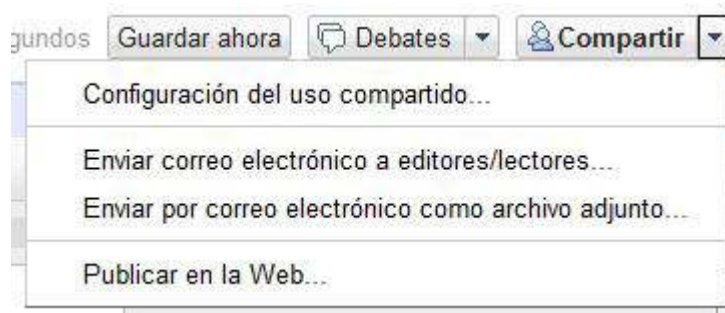 gundos Guardar ahora Debates Compartir
Configuración del uso compartido...
Enviar correo electrónico a editores/lectores...
Enviar por correo electrónico como archivo adjunto...
Publicar en la Web...